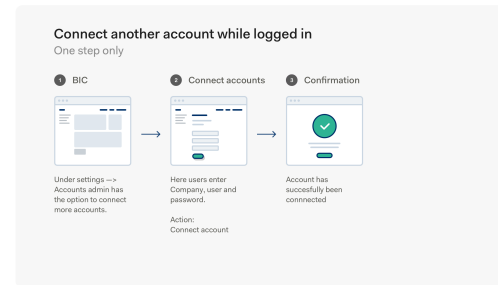 Connect another account while logged in
One step only
1 BIC
2 Connect accounts
3 Confirmation
Under settings —>
Accounts admin has
the option to connect
more accounts.
Here users enter
Company, user and
password.
Action:
Connect account
Account has
succesfully been
connnected